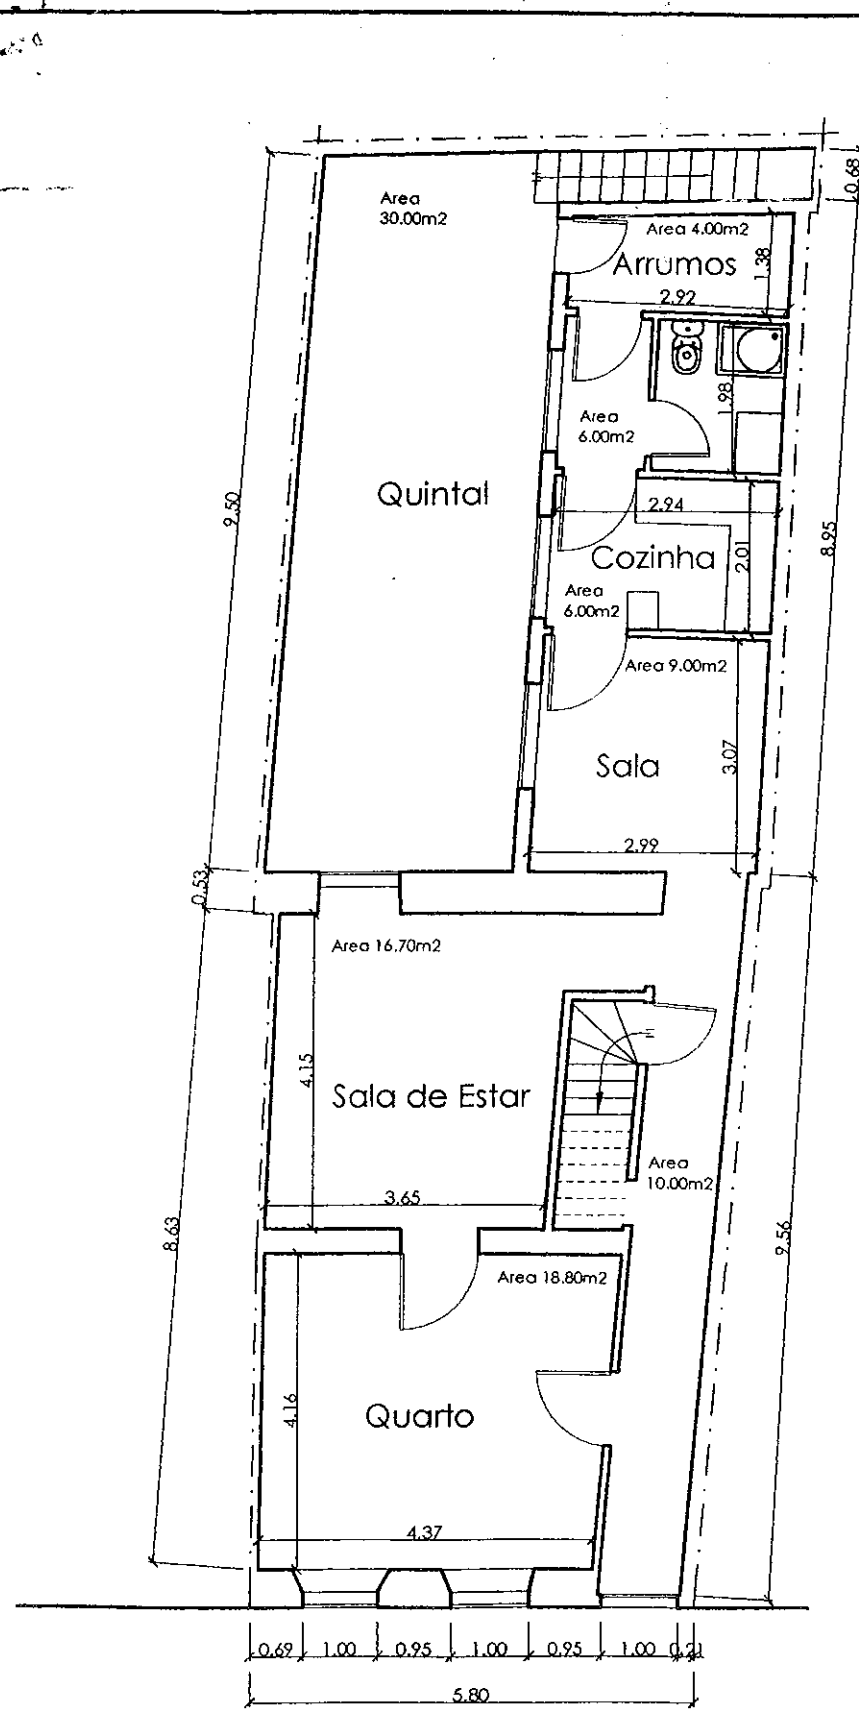 0.68
Area
30.00m2
Area 4.00m2
Arrumos
1.38
2.92
1.98
Area
6.00m2
Quintal
2.94
9.50
Cozinha
2.01
8.95
Area
6.00m2
Area 9.00m2
Sala
3.07
2.99
0.53
Area 16.70m2
4.15
Sala de Estar
Area
10.00m2
3.65
8.63
9.56
Area 18.80m2
4.16
Quarto
4.37
0.69 1.00 0.95 1.00 0.95 1.00 0.21
5.80